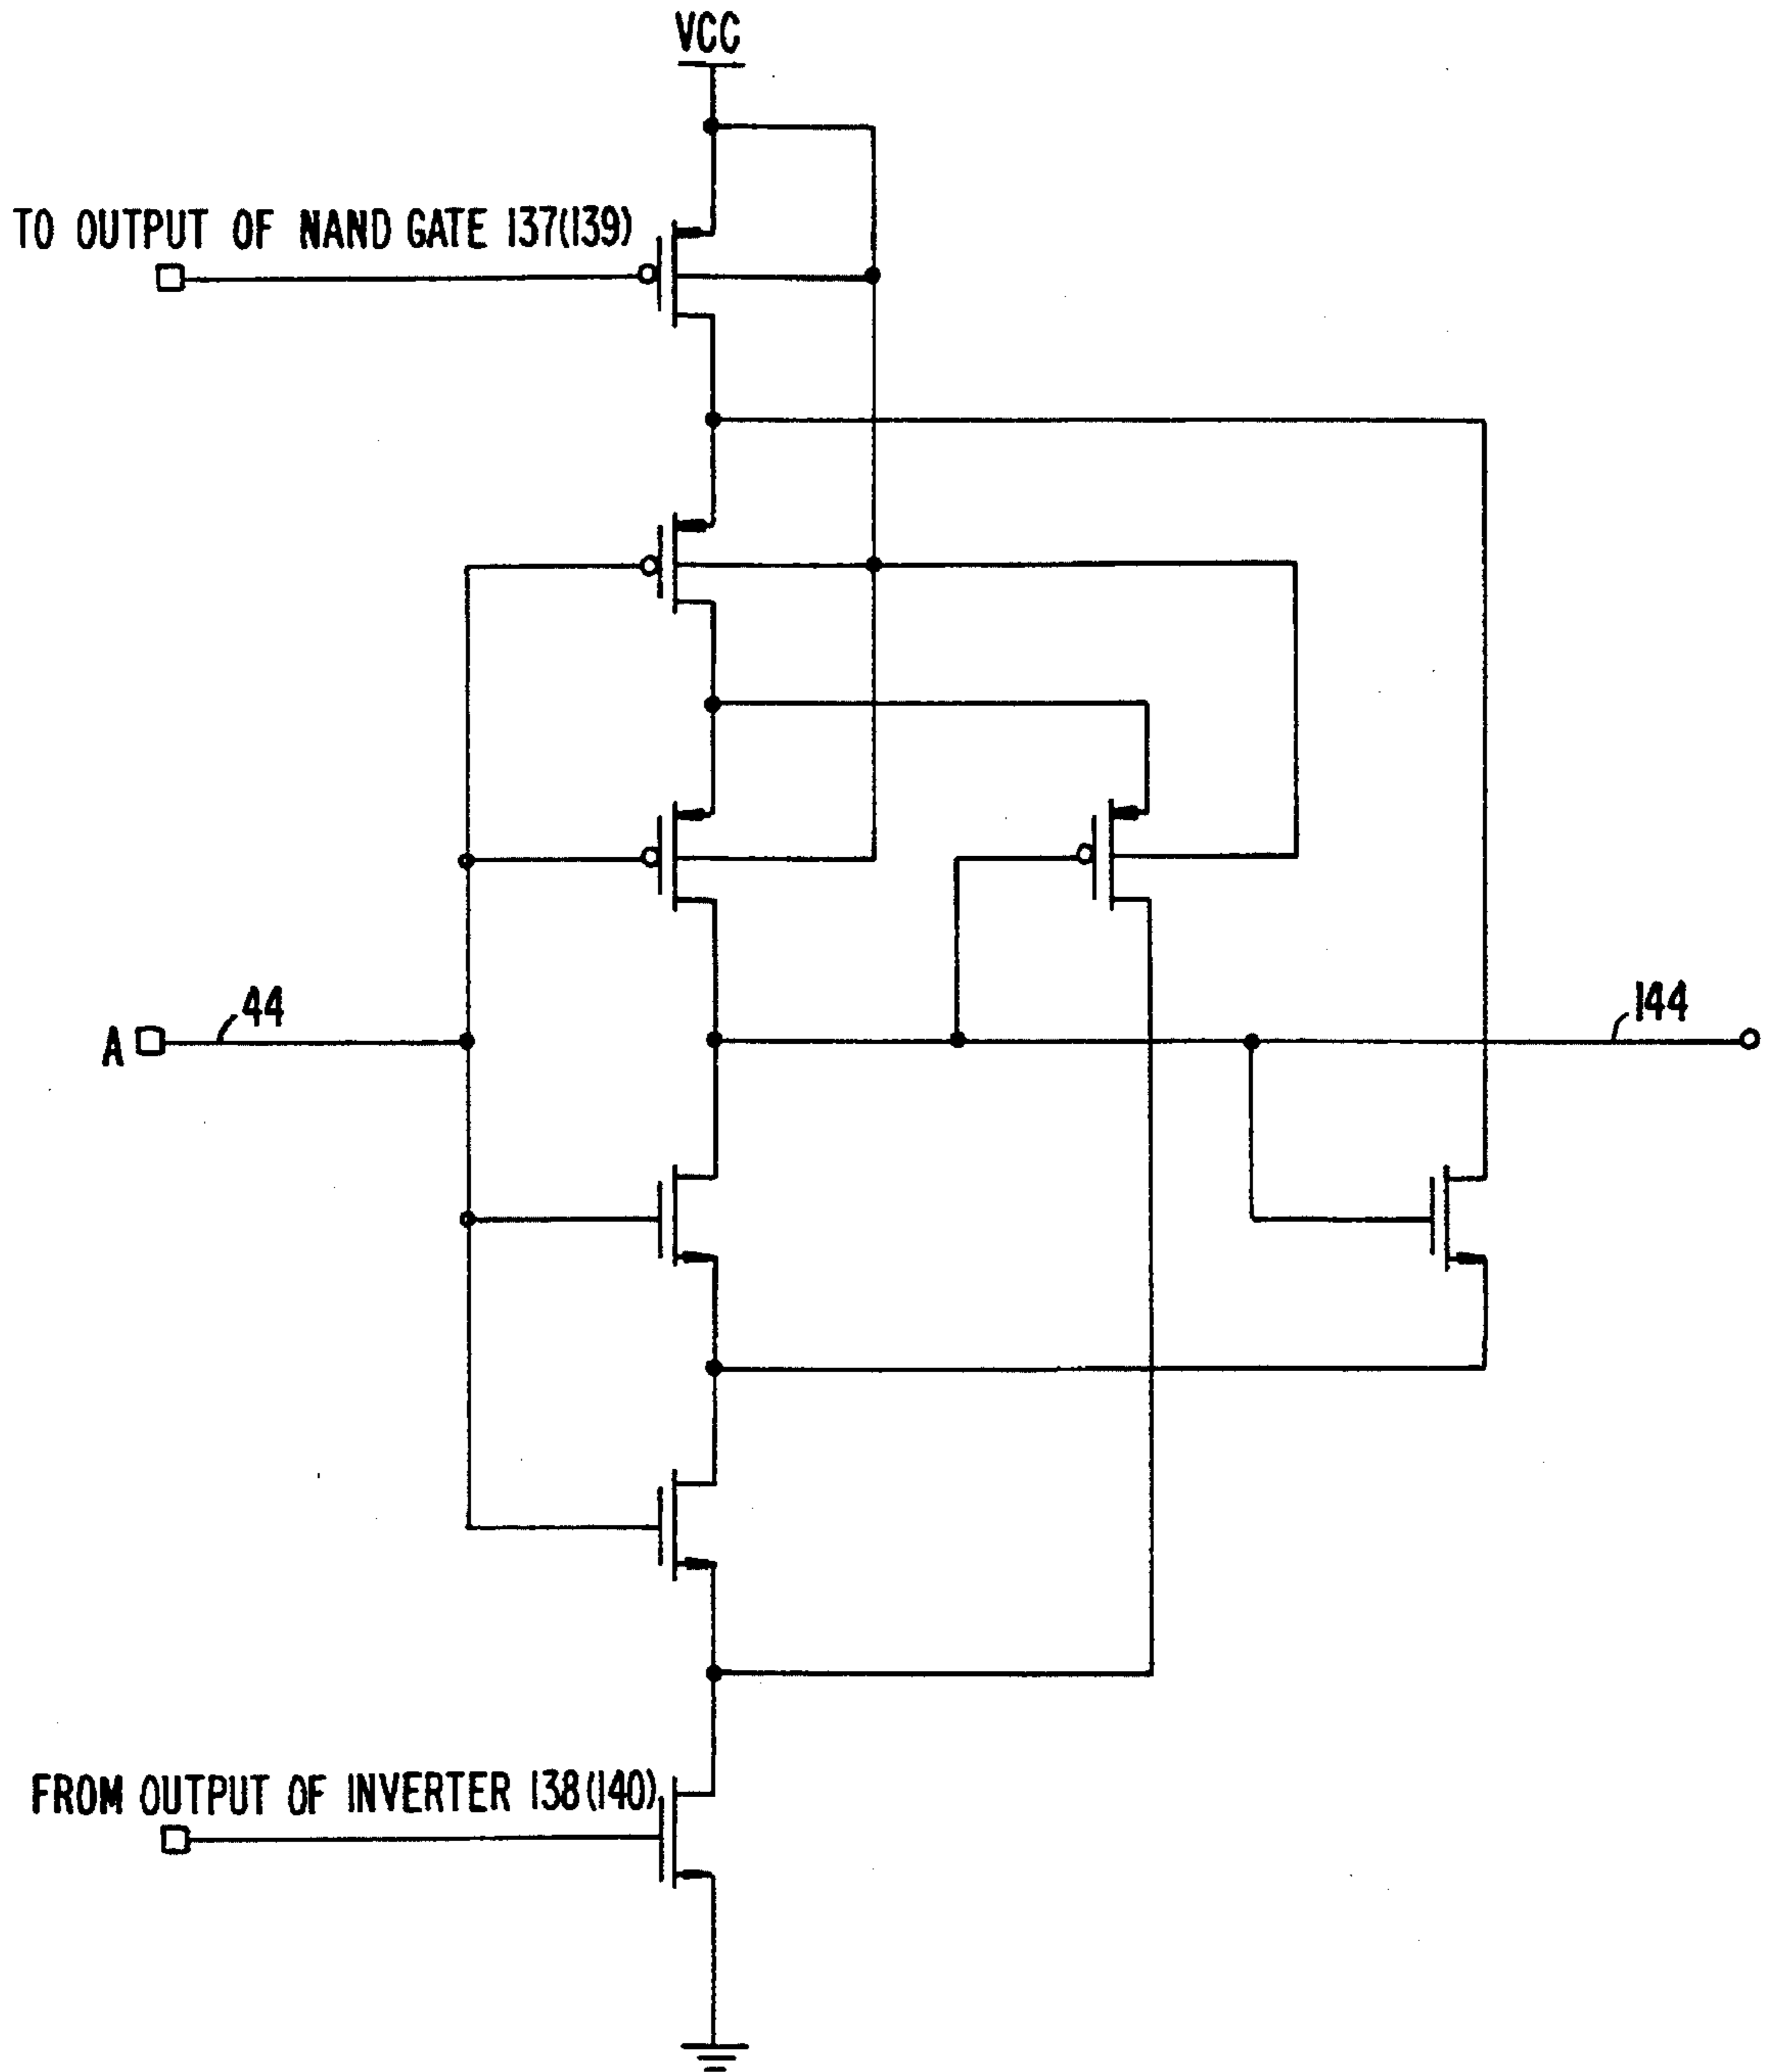 VCC
TO OUTPUT OF NAND GATE 137(139)
A
44
144
FROM OUTPUT OF INVERTER 138(140)